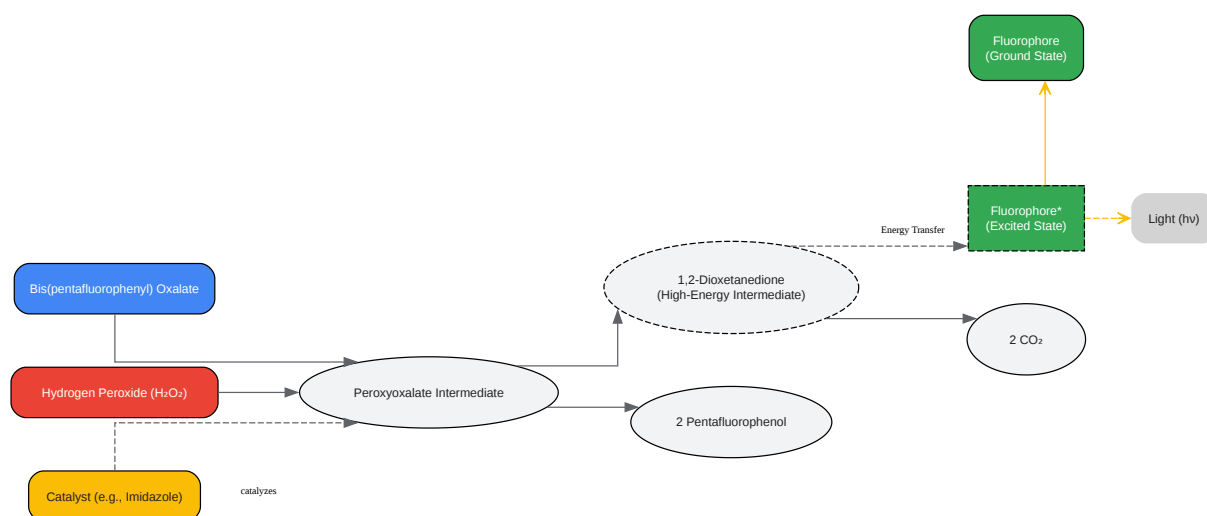 Fluorophore
(Ground State)
Fluorophore*
(Excited State)
Light (hν)
Energy Transfer
Bis(pentafluorophenyl) Oxalate
1,2-Dioxetanedione
(High-Energy Intermediate)
2 CO₂
Hydrogen Peroxide (H₂O₂)
Peroxyoxalate Intermediate
2 Pentafluorophenol
Catalyst (e.g., Imidazole)
catalyzes